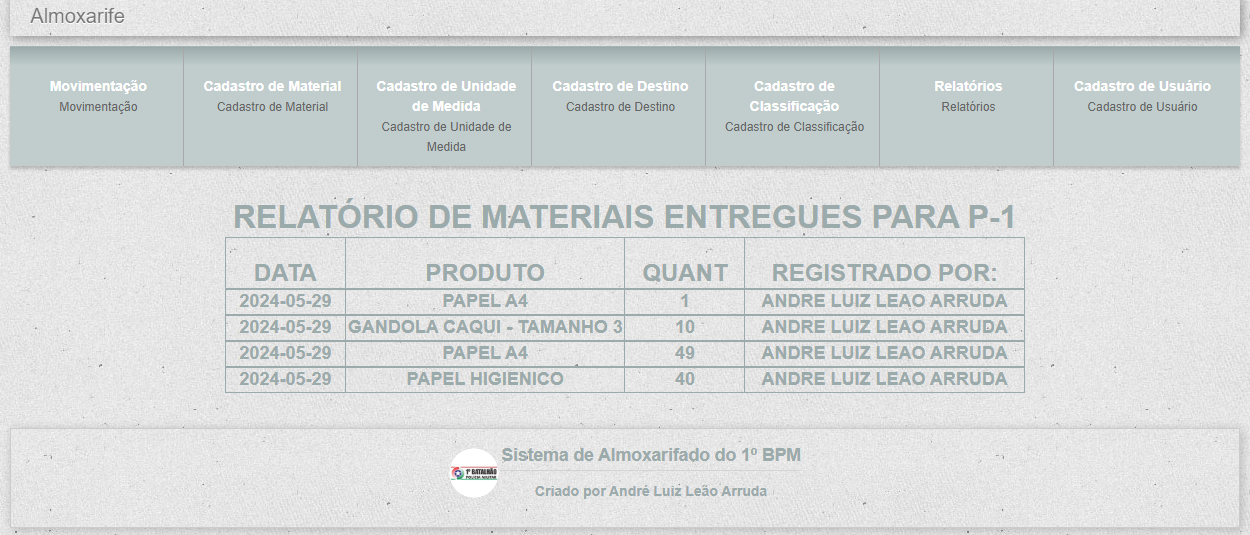 Almoxarife
Movimentação
Movimentação
Cadastro de Material
Cadastro de Material
Cadastro de Unidade
de Medida
Cadastro de Unidade de
Medida
Cadastro de Destino
Cadastro de Destino
Cadastro de
Classificação
Cadastro de Classificação
Relatórios
Relatórios
Cadastro de Usuário
Cadastro de Usuário
RELATÓRIO DE MATERIAIS ENTREGUES PARA P-1
DATA PRODUTO QUANT REGISTRADO POR:
2024-05-29 PAPEL A4 1 ANDRE LUIZ LEAO ARRUDA
2024-05-29 GANDOLA CAQUI - TAMANHO 3 10 ANDRE LUIZ LEAO ARRUDA
2024-05-29 PAPEL A4 49 ANDRE LUIZ LEAO ARRUDA
2024-05-29 PAPEL HIGIENICO 40 ANDRE LUIZ LEAO ARRUDA
Sistema de Almoxarifado do 1º BPM
1º BATALHÃO
POLICIA MILITAR
Criado por André Luiz Leão Arruda